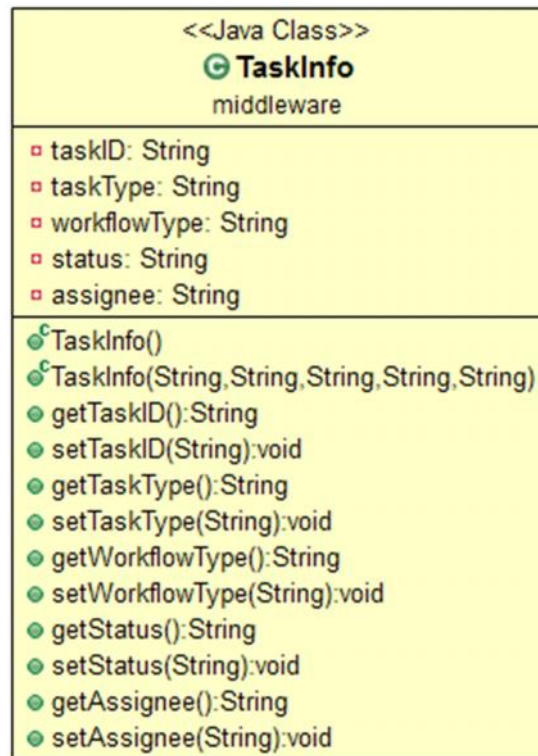 <<Java Class>>
C TaskInfo
middleware
taskID: String
taskType: String
workflowType: String
status: String
assignee: String
C TaskInfo()
C TaskInfo(String,String,String,String,String)
getTaskID():String
setTaskID(String):void
getTaskType():String
setTaskType(String):void
getWorkflowType():String
setWorkflowType(String):void
getStatus():String
setStatus(String):void
getAssignee():String
setAssignee(String):void